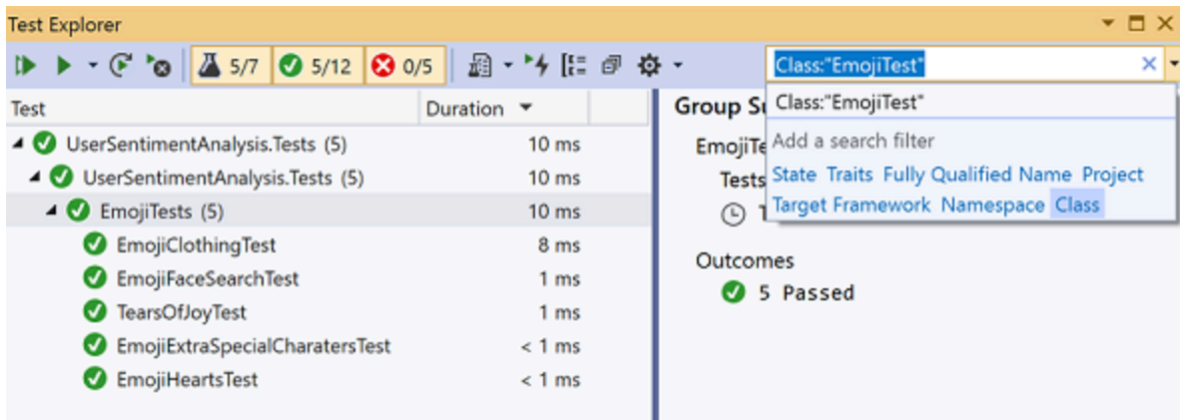 Test Explorer
5/7 5/12 0/5
Class:"EmojiTest"
Class:"EmojiTest"
Add a search filter
State Traits Fully Qualified Name Project
Target Framework Namespace Class
Test Duration
UserSentimentAnalysis.Tests (5) 10 ms
UserSentimentAnalysis.Tests (5) 10 ms
EmojiTests (5) 10 ms
EmojiClothingTest 8 ms
EmojiFaceSearchTest 1 ms
TearsOfJoyTest 1 ms
EmojiExtraSpecialCharatersTest < 1 ms
EmojiHeartsTest < 1 ms
Group
Tests
Outcomes
5 Passed